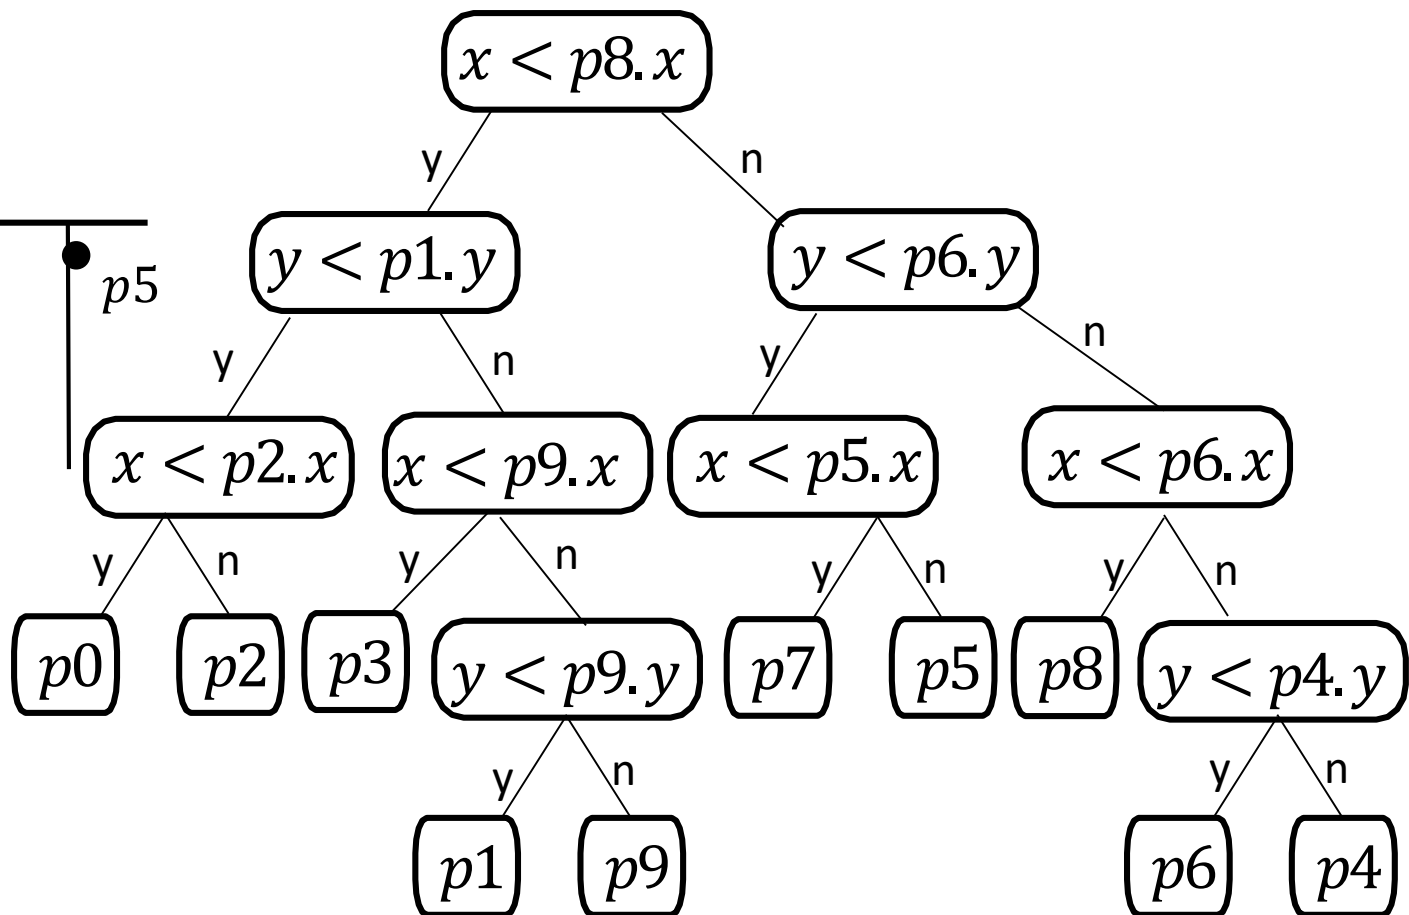 x < p8.x
y n
p5
y < p1.y y < p6.y
y n y n
x < p2.x x < p9.x x < p5.x x < p6.x
y n y n y n y n
p0 p2 p3 y < p9.y p7 p5 p8 y < p4.y
y n y n
p1 p9 p6 p4